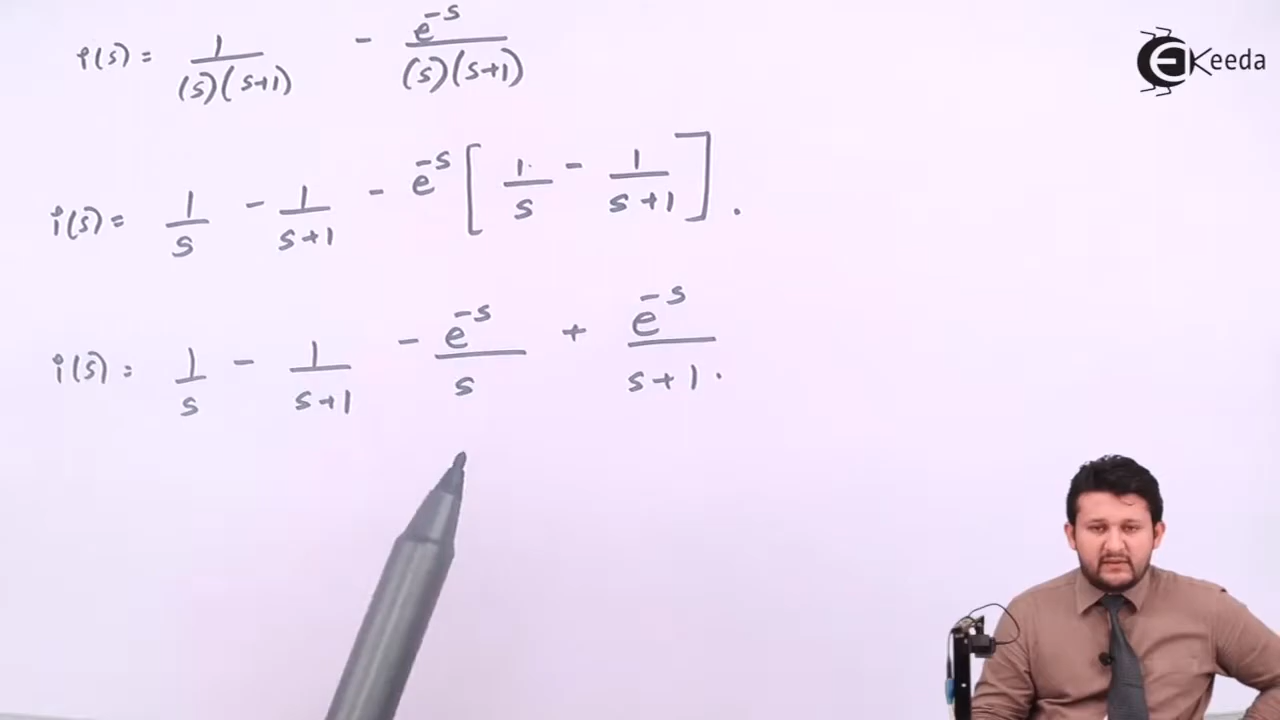 i(s) = 1/(s)(s+1) - e^-s/(s)(s+1)
EKeeda
i(s) = 1/s - 1/s+1 - e^-s [ 1/s - 1/s+1 ].
i(s) = 1/s - 1/s+1 - e^-s/s + e^-s/s+1.